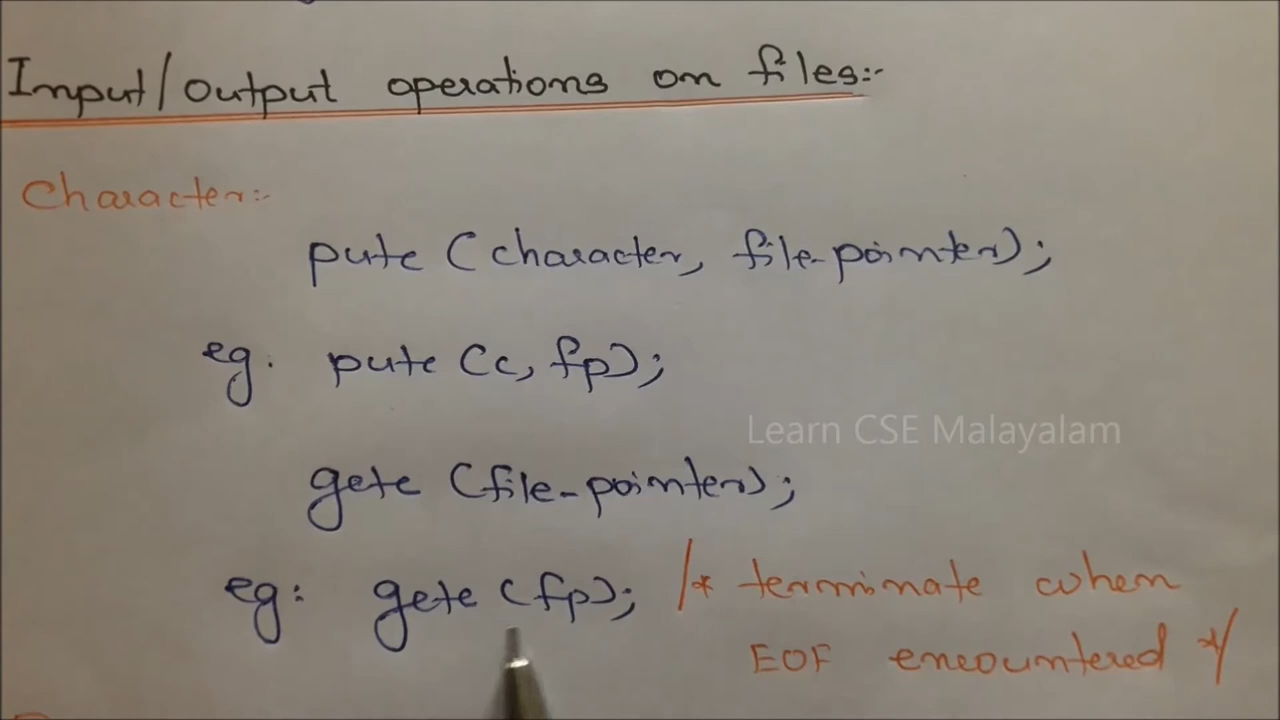 Input/Output operations on files:-
Character:-
putc (character, file-pointer);
eg. putc (c, fp);
Learn CSE Malayalam
getc (file-pointer);
eg: getc (fp); /* terminate when
EOF encountered */